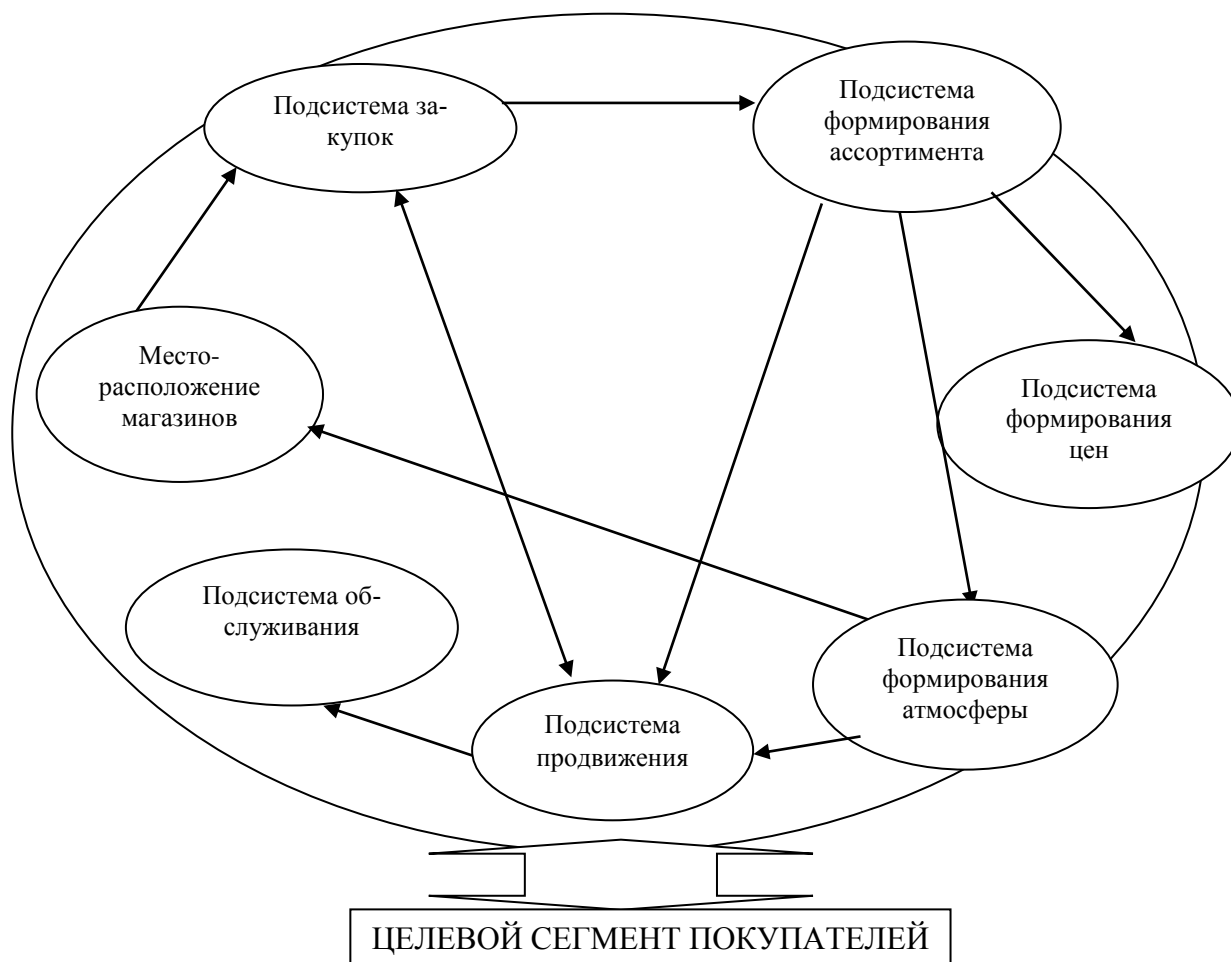 Подсистема за-
купок
Подсистема
формирования
ассортимента
Место-
расположение
магазинов
Подсистема
формирования
цен
Подсистема об-
служивания
Подсистема
формирования
атмосферы
Подсистема
продвижения
ЦЕЛЕВОЙ СЕГМЕНТ ПОКУПАТЕЛЕЙ